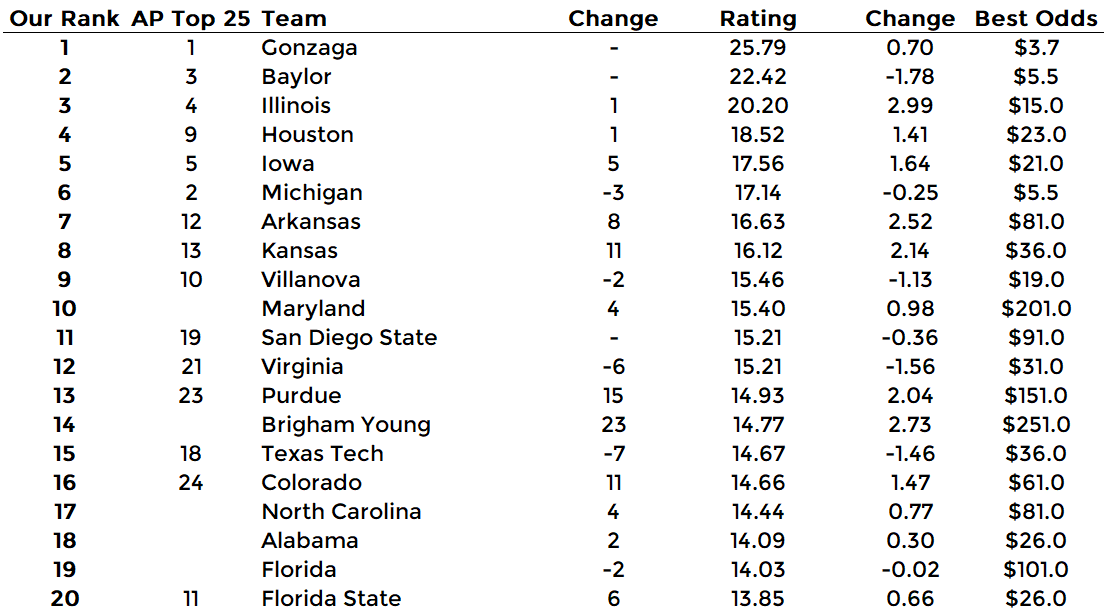 Our Rank AP Top 25 Team Change Rating Change Best Odds
1 1 Gonzaga - 25.79 0.70 $3.7
2 3 Baylor - 22.42 -1.78 $5.5
3 4 Illinois 1 20.20 2.99 $15.0
4 9 Houston 1 18.52 1.41 $23.0
5 5 Iowa 5 17.56 1.64 $21.0
6 2 Michigan -3 17.14 -0.25 $5.5
7 12 Arkansas 8 16.63 2.52 $81.0
8 13 Kansas 11 16.12 2.14 $36.0
9 10 Villanova -2 15.46 -1.13 $19.0
10 Maryland 4 15.40 0.98 $201.0
11 19 San Diego State - 15.21 -0.36 $91.0
12 21 Virginia -6 15.21 -1.56 $31.0
13 23 Purdue 15 14.93 2.04 $151.0
14 Brigham Young 23 14.77 2.73 $251.0
15 18 Texas Tech -7 14.67 -1.46 $36.0
16 24 Colorado 11 14.66 1.47 $61.0
17 North Carolina 4 14.44 0.77 $81.0
18 Alabama 2 14.09 0.30 $26.0
19 Florida -2 14.03 -0.02 $101.0
20 11 Florida State 6 13.85 0.66 $26.0